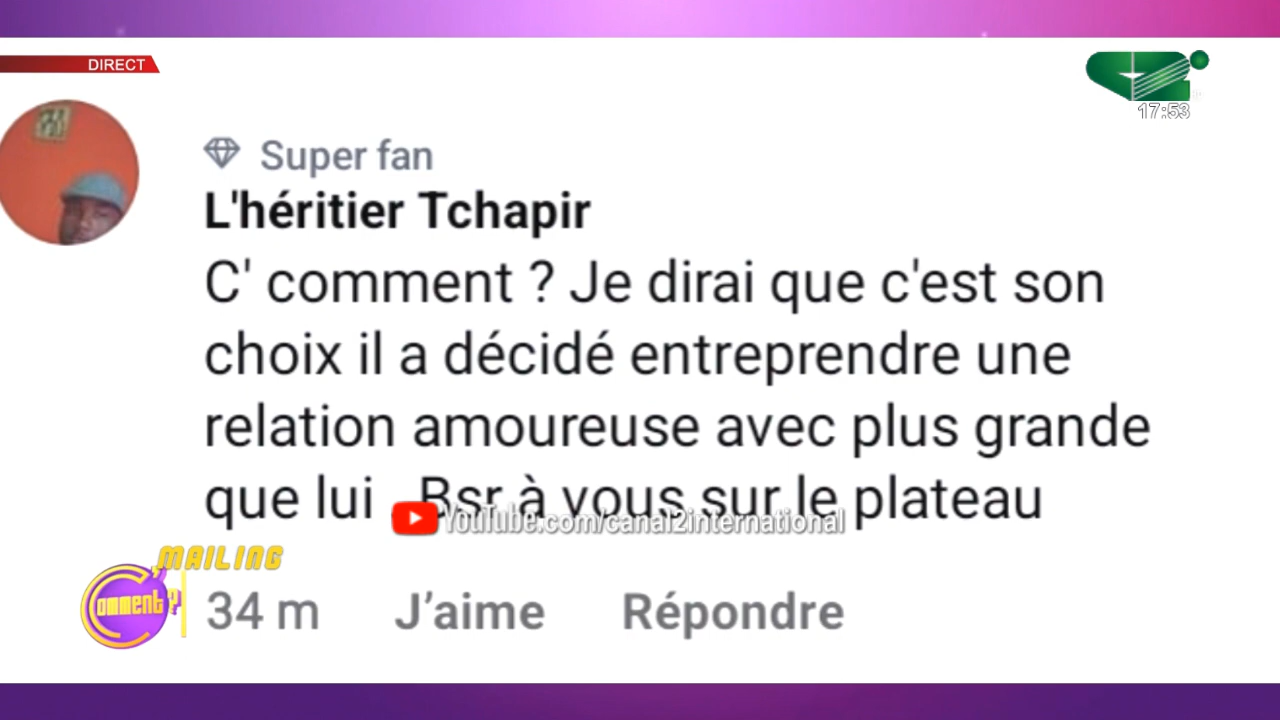 DIRECT
17:53
Super fan
L'héritier Tchapir
C' comment ? Je dirai que c'est son
choix il a décidé entreprendre une
relation amoureuse avec plus grande
que lui . Bsr à vous sur le plateau
YouTube.com/canal2international
MAILING
C'omment ?
34 m J’aime Répondre